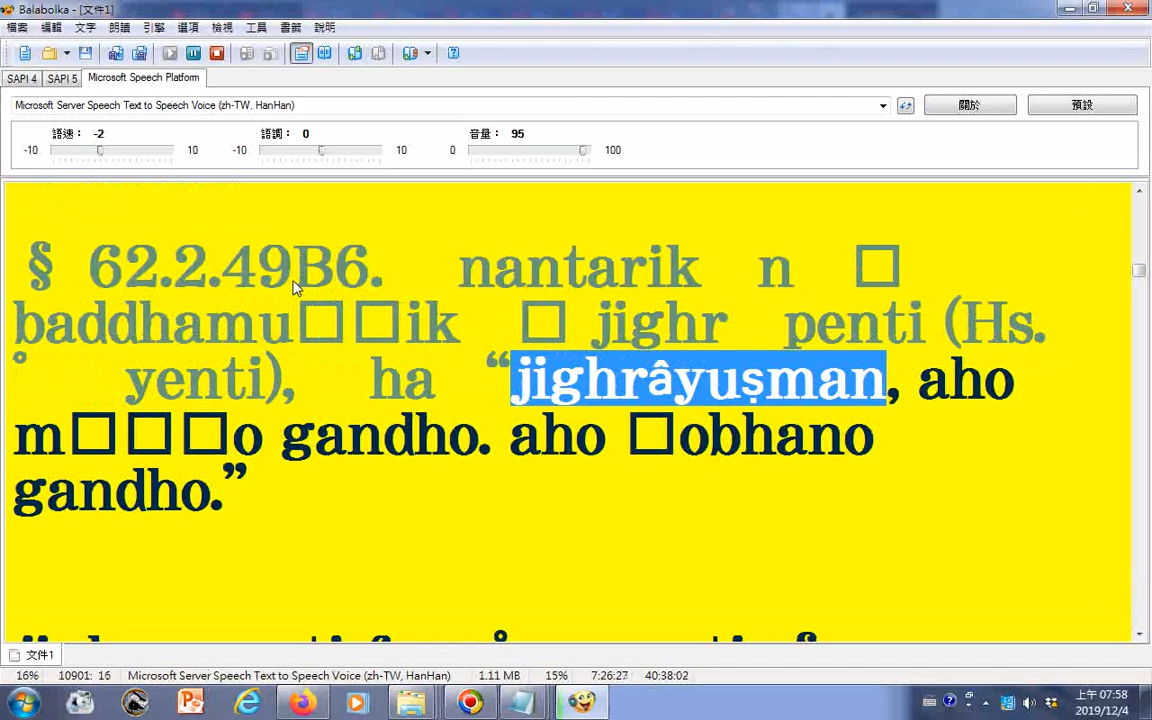 Balabolka - [文件1]
檔案 編輯 文字 朗讀 引擎 選項 檢視 工具 書籤 說明
SAPI 4 SAPI 5 Microsoft Speech Platform
Microsoft Server Speech Text to Speech Voice (zh-TW, HanHan) 關於 預設
語速： -2 語調： 0 音量： 95
-10 10 -10 10 0 100
§ 62.2.49B6. nantarik n □
baddhamu□□ik □ jighr penti (Hs.
° yenti), ha “jighrâyuṣman, aho
m□□□o gandho. aho □obhano
gandho.”
文件1
16% 10901: 16 Microsoft Server Speech Text to Speech Voice (zh-TW, HanHan) 1.11 MB 15% 7:26:27 40:38:02
上午 07:58
2019/12/4